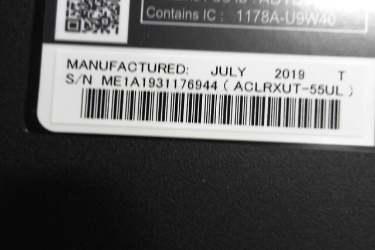 Contains IC : 1178A-U9W40
MANUFACTURED: JULY 2019 T
S/N ME1A1931176944 ( ACLRXUT-55UL )